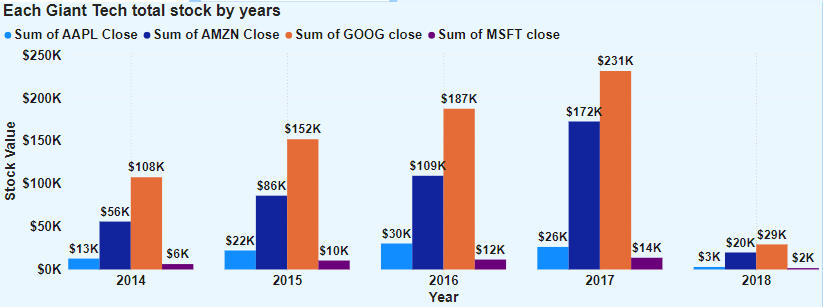 Each Giant Tech total stock by years
Sum of AAPL Close Sum of AMZN Close Sum of GOOG close Sum of MSFT close
$250K
$200K
$150K
$100K
$50K
$0K
Stock Value
$13K $56K $108K $6K
$22K $86K $152K $10K
$30K $109K $187K $12K
$26K $172K $231K $14K
$3K $20K $29K $2K
2014 2015 2016 2017 2018
Year